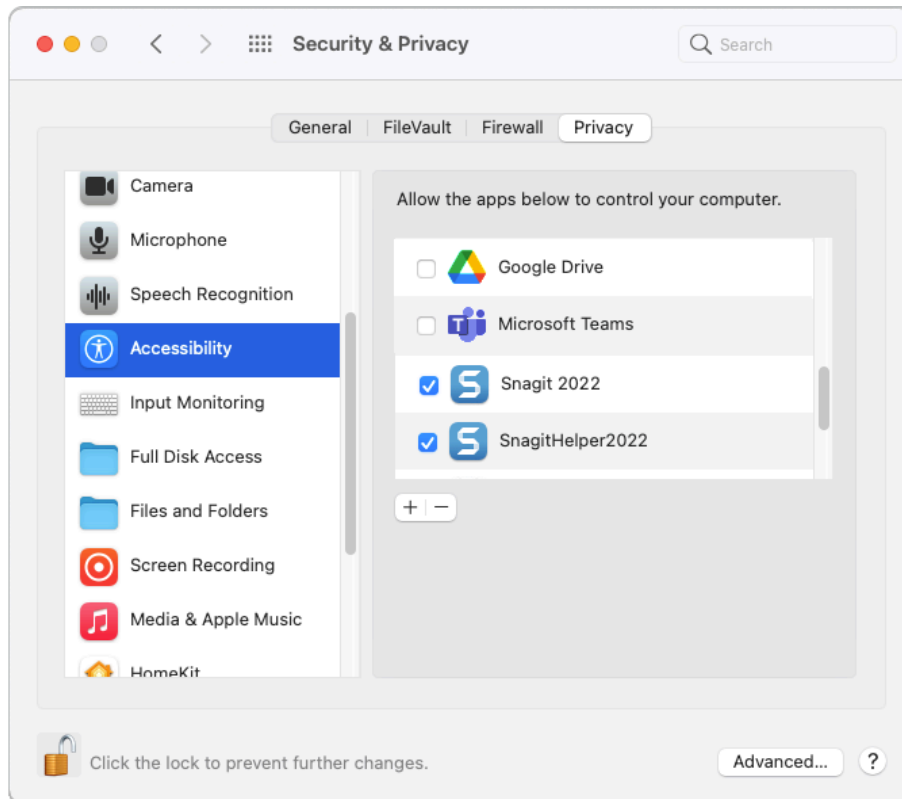 Security & Privacy
Search
General FileVault Firewall Privacy
Camera
Microphone
Speech Recognition
Accessibility
Input Monitoring
Full Disk Access
Files and Folders
Screen Recording
Media & Apple Music
HomeKit
Allow the apps below to control your computer.
Google Drive
Microsoft Teams
Snagit 2022
SnagitHelper2022
+ −
Click the lock to prevent further changes.
Advanced... ?